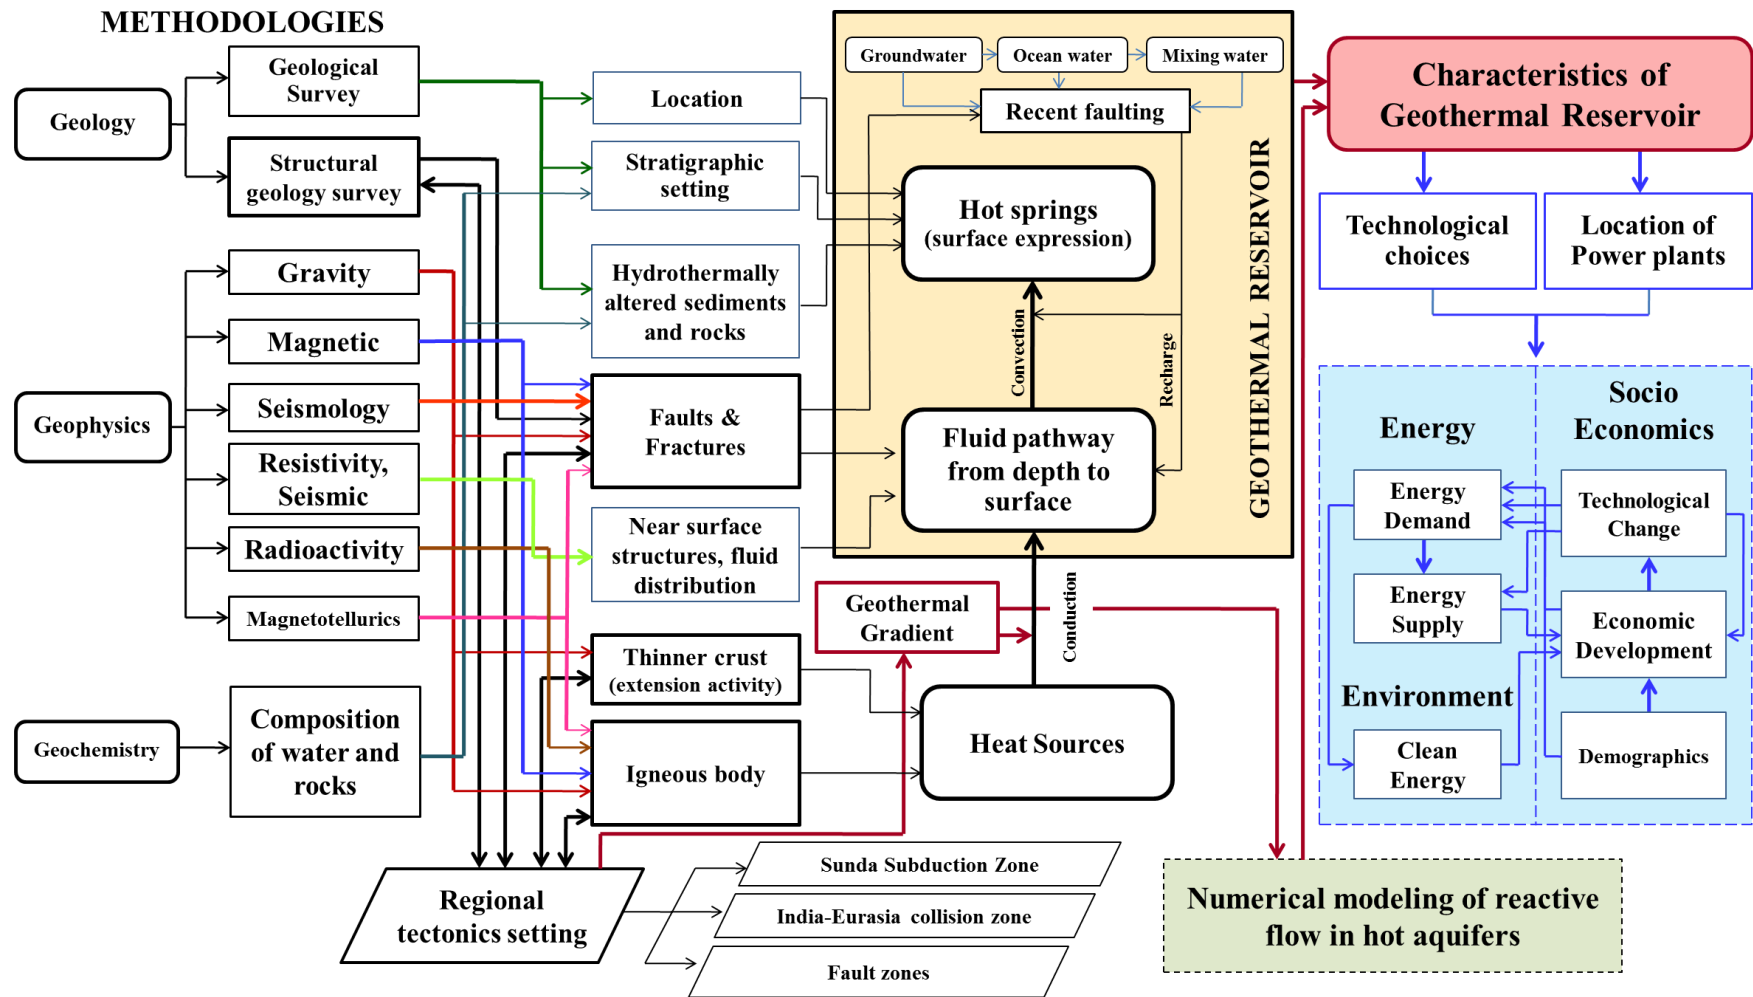 METHODOLOGIES
Geology
Geological
Survey
Structural
geology survey
Geophysics
Gravity
Magnetic
Seismology
Resistivity,
Seismic
Radioactivity
Magnetotellurics
Geochemistry
Composition
of water and
rocks
Location
Stratigraphic
setting
Hydrothermally
altered sediments
and rocks
Faults &
Fractures
Near surface
structures, fluid
distribution
Thinner crust
(extension activity)
Igneous body
Regional
tectonics setting
Sunda Subduction Zone
India-Eurasia collision zone
Fault zones
Groundwater
Ocean water
Mixing water
Recent faulting
Hot springs
(surface expression)
Convection
Recharge
Fluid pathway
from depth to
surface
GEOTHERMAL RESERVOIR
Geothermal
Gradient
Conduction
Heat Sources
Characteristics of
Geothermal Reservoir
Technological
choices
Location of
Power plants
Energy
Socio
Economics
Energy
Demand
Technological
Change
Energy
Supply
Economic
Development
Environment
Clean
Energy
Demographics
Numerical modeling of reactive
flow in hot aquifers